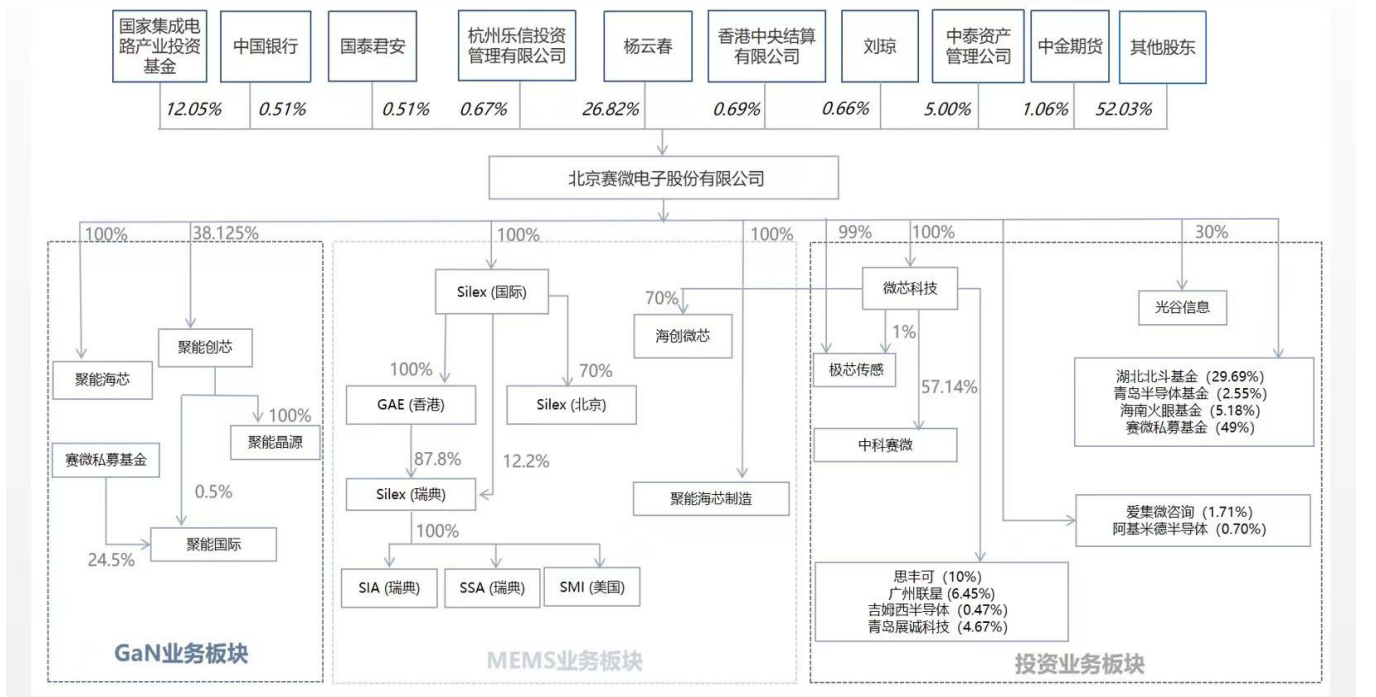 国家集成电
路产业投资
基金
中国银行
国泰君安
杭州乐信投资
管理有限公司
杨云春
香港中央结算
有限公司
刘琼
中泰资产
管理公司
中金期货
其他股东
12.05%
0.51%
0.51%
0.67%
26.82%
0.69%
0.66%
5.00%
1.06%
52.03%
北京赛微电子股份有限公司
100%
38.125%
100%
100%
99%
100%
30%
聚能海芯
聚能创芯
100%
聚能晶源
赛微私募基金
0.5%
24.5%
聚能国际
GaN业务板块
Silex (国际)
100%
70%
GAE (香港)
Silex (北京)
87.8%
12.2%
Silex (瑞典)
100%
SIA (瑞典)
SSA (瑞典)
SMI (美国)
70%
海创微芯
聚能海芯制造
MEMS业务板块
微芯科技
1%
极芯传感
57.14%
中科赛微
光谷信息
湖北北斗基金（29.69%）
青岛半导体基金（2.55%）
海南火眼基金（5.18%）
赛微私募基金（49%）
爱集微咨询（1.71%）
阿基米德半导体（0.70%）
思丰可（10%）
广州联星（6.45%）
吉姆西半导体（0.47%）
青岛展诚科技（4.67%）
投资业务板块